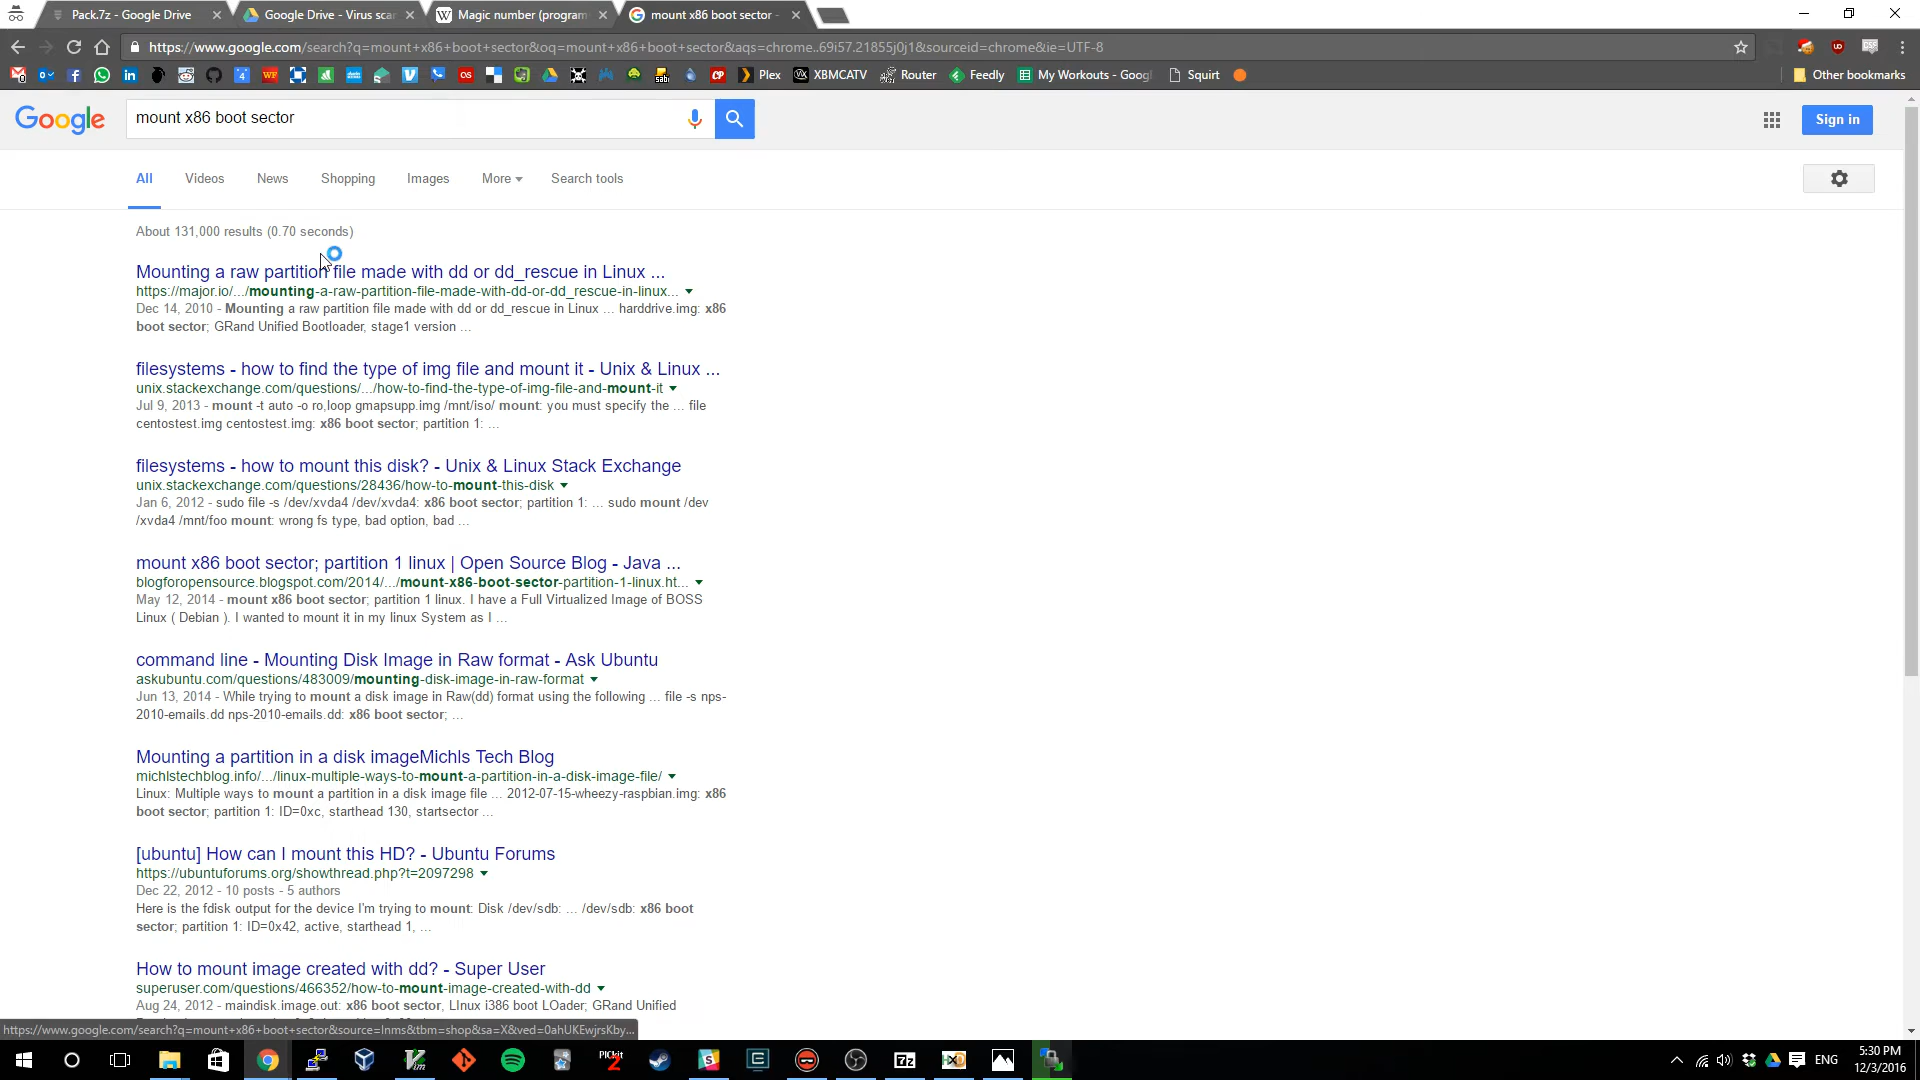 Pack.7z - Google Drive
Google Drive - Virus scan
Magic number (program
mount x86 boot sector -
https://www.google.com/search?q=mount+x86+boot+sector&oq=mount+x86+boot+sector&aqs=chrome..69i57.21855j0j1&sourceid=chrome&ie=UTF-8
Plex
XBMCATV
Router
Feedly
My Workouts - Googl
Squirt
Other bookmarks
Google
mount x86 boot sector
Sign in
All
Videos
News
Shopping
Images
More
Search tools
About 131,000 results (0.70 seconds)
Mounting a raw partition file made with dd or dd_rescue in Linux ...
https://major.io/.../mounting-a-raw-partition-file-made-with-dd-or-dd_rescue-in-linux...
Dec 14, 2010 - Mounting a raw partition file made with dd or dd_rescue in Linux ... harddrive.img: x86
boot sector; GRand Unified Bootloader, stage1 version ...
filesystems - how to find the type of img file and mount it - Unix & Linux ...
unix.stackexchange.com/questions/.../how-to-find-the-type-of-img-file-and-mount-it
Jul 9, 2013 - mount -t auto -o ro,loop gmapsupp.img /mnt/iso/ mount: you must specify the ... file
centostest.img centostest.img: x86 boot sector; partition 1: ...
filesystems - how to mount this disk? - Unix & Linux Stack Exchange
unix.stackexchange.com/questions/28436/how-to-mount-this-disk
Jan 6, 2012 - sudo file -s /dev/xvda4 /dev/xvda4: x86 boot sector; partition 1: ... sudo mount /dev
/xvda4 /mnt/foo mount: wrong fs type, bad option, bad ...
mount x86 boot sector; partition 1 linux | Open Source Blog - Java ...
blogforopensource.blogspot.com/2014/.../mount-x86-boot-sector-partition-1-linux.ht...
May 12, 2014 - mount x86 boot sector; partition 1 linux. I have a Full Virtualized Image of BOSS
Linux ( Debian ). I wanted to mount it in my linux System as I ...
command line - Mounting Disk Image in Raw format - Ask Ubuntu
askubuntu.com/questions/483009/mounting-disk-image-in-raw-format
Jun 13, 2014 - While trying to mount a disk image in Raw(dd) format using the following ... file -s nps-
2010-emails.dd nps-2010-emails.dd: x86 boot sector; ...
Mounting a partition in a disk imageMichls Tech Blog
michlstechblog.info/.../linux-multiple-ways-to-mount-a-partition-in-a-disk-image-file/
Linux: Multiple ways to mount a partition in a disk image file ... 2012-07-15-wheezy-raspbian.img: x86
boot sector; partition 1: ID=0xc, starthead 130, startsector ...
[ubuntu] How can I mount this HD? - Ubuntu Forums
https://ubuntuforums.org/showthread.php?t=2097298
Dec 22, 2012 - 10 posts - 5 authors
Here is the fdisk output for the device I'm trying to mount: Disk /dev/sdb: ... /dev/sdb: x86 boot
sector; partition 1: ID=0x42, active, starthead 1, ...
How to mount image created with dd? - Super User
superuser.com/questions/466352/how-to-mount-image-created-with-dd
Aug 24, 2012 - maindisk.image.out: x86 boot sector, LInux i386 boot LOader; GRand Unified
https://www.google.com/search?q=mount+x86+boot+sector&source=lnms&tbm=shop&sa=X&ved=0ahUKEwjrsKby...
ENG
5:30 PM
12/3/2016